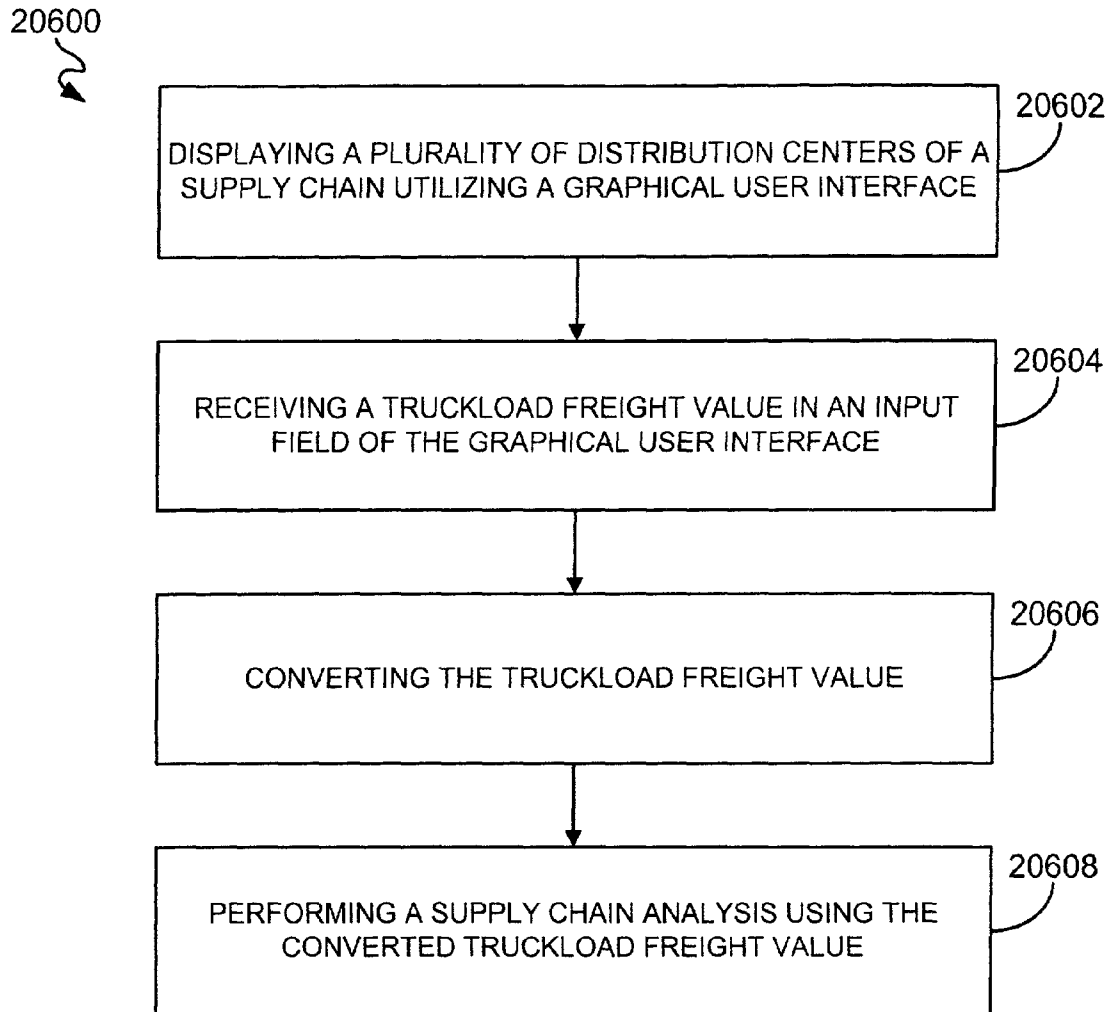 20600
20602
DISPLAYING A PLURALITY OF DISTRIBUTION CENTERS OF A
SUPPLY CHAIN UTILIZING A GRAPHICAL USER INTERFACE
20604
RECEIVING A TRUCKLOAD FREIGHT VALUE IN AN INPUT
FIELD OF THE GRAPHICAL USER INTERFACE
20606
CONVERTING THE TRUCKLOAD FREIGHT VALUE
20608
PERFORMING A SUPPLY CHAIN ANALYSIS USING THE
CONVERTED TRUCKLOAD FREIGHT VALUE